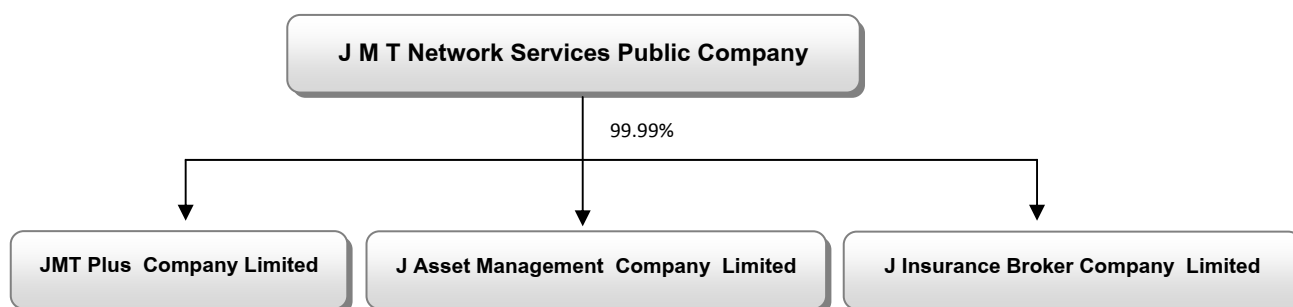 J M T Network Services Public Company
99.99%
JMT Plus Company Limited
J Asset Management Company Limited
J Insurance Broker Company Limited